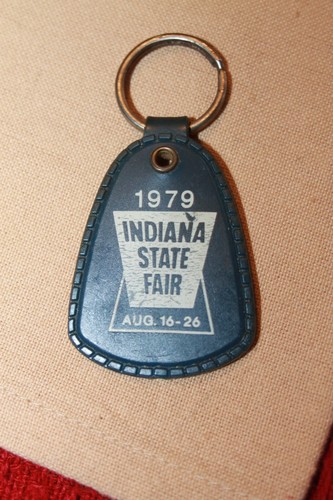 1979
INDIANA
STATE
FAIR
AUG. 16-26